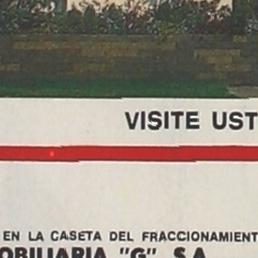 VISITE UST
EN LA CASETA DEL FRACCIONAMIENT
OBILIARIA "G" S.A.